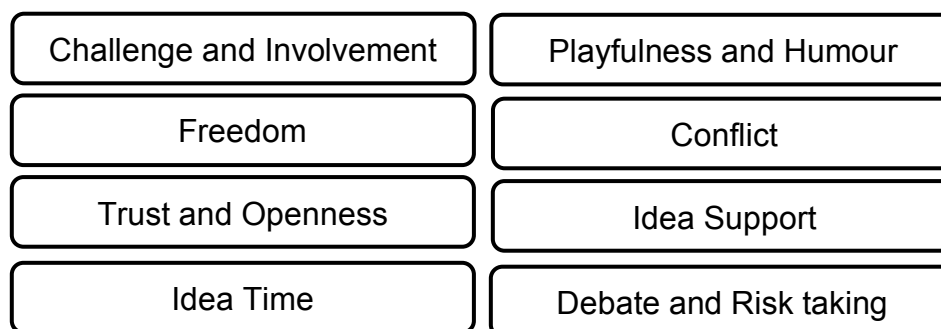 Challenge and Involvement
Playfulness and Humour
Freedom
Conflict
Trust and Openness
Idea Support
Idea Time
Debate and Risk taking